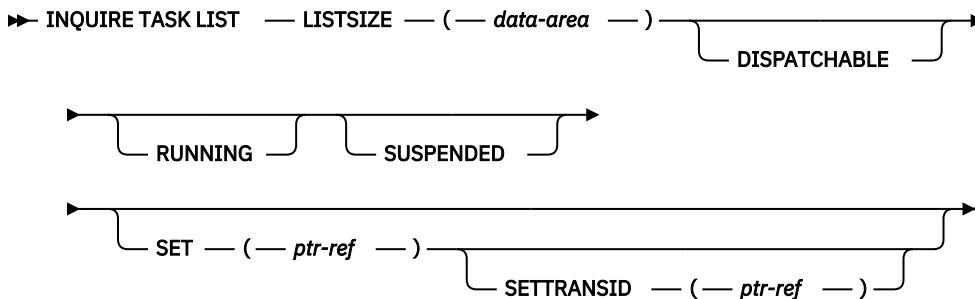 INQUIRE TASK LIST LISTSIZE ( data-area )
DISPATCHABLE
RUNNING SUSPENDED
SET ( ptr-ref )
SETTRANSID ( ptr-ref )